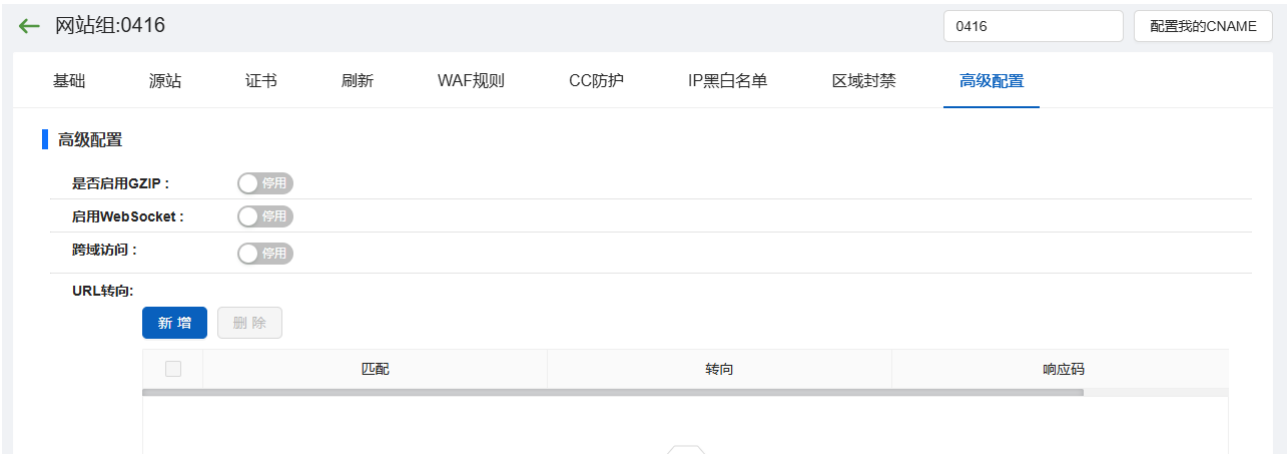 网站组:0416
0416
配置我的CNAME
基础 源站 证书 刷新 WAF规则 CC防护 IP黑白名单 区域封禁 高级配置
高级配置
是否启用GZIP : 停用
启用WebSocket : 停用
跨域访问 : 停用
URL转向:
新 增 删 除
匹配 转向 响应码